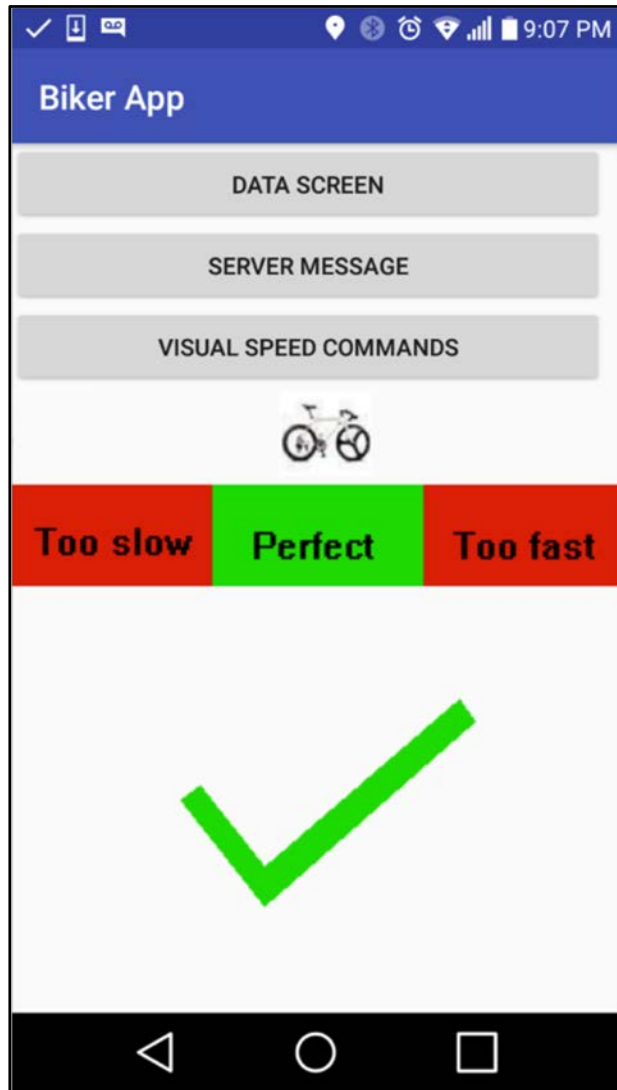 9:07 PM
Biker App
DATA SCREEN
SERVER MESSAGE
VISUAL SPEED COMMANDS
Too slow Perfect Too fast